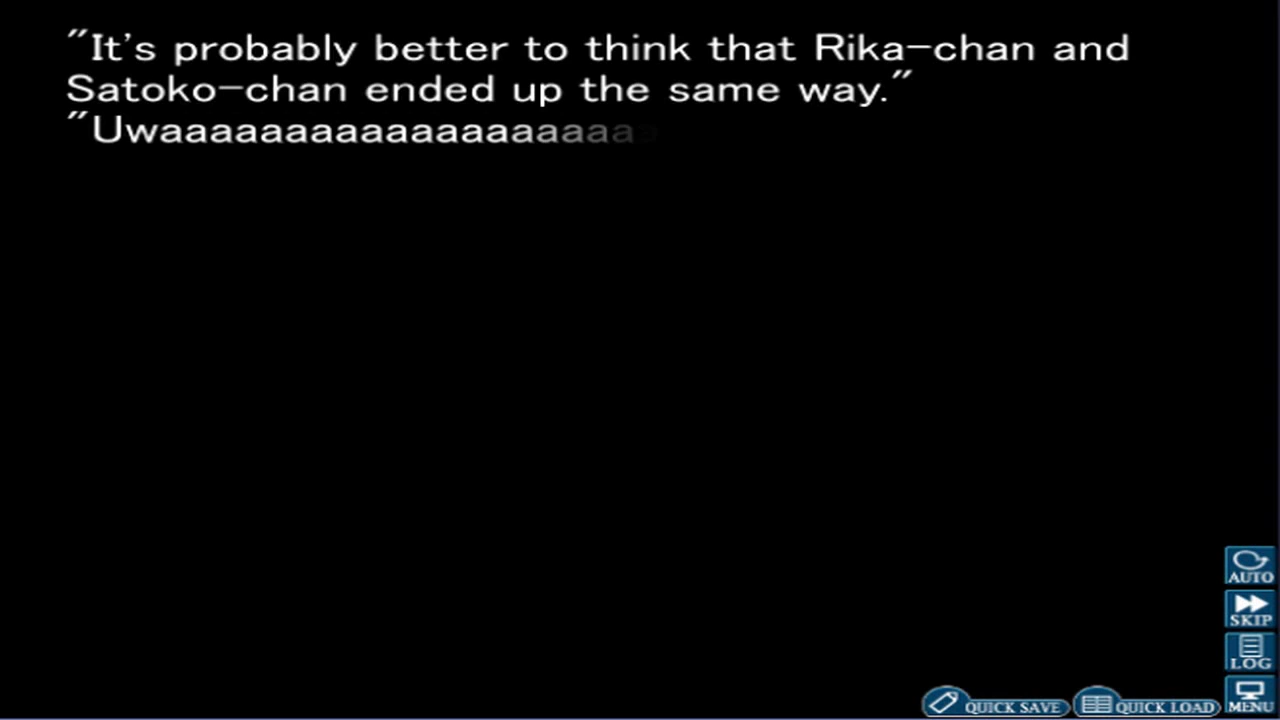 "It's probably better to think that Rika-chan and
Satoko-chan ended up the same way."
"Uwaaaaaaaaaaaaaaaaaaaa
AUTO
SKIP
LOG
QUICK SAVE QUICK LOAD MENU